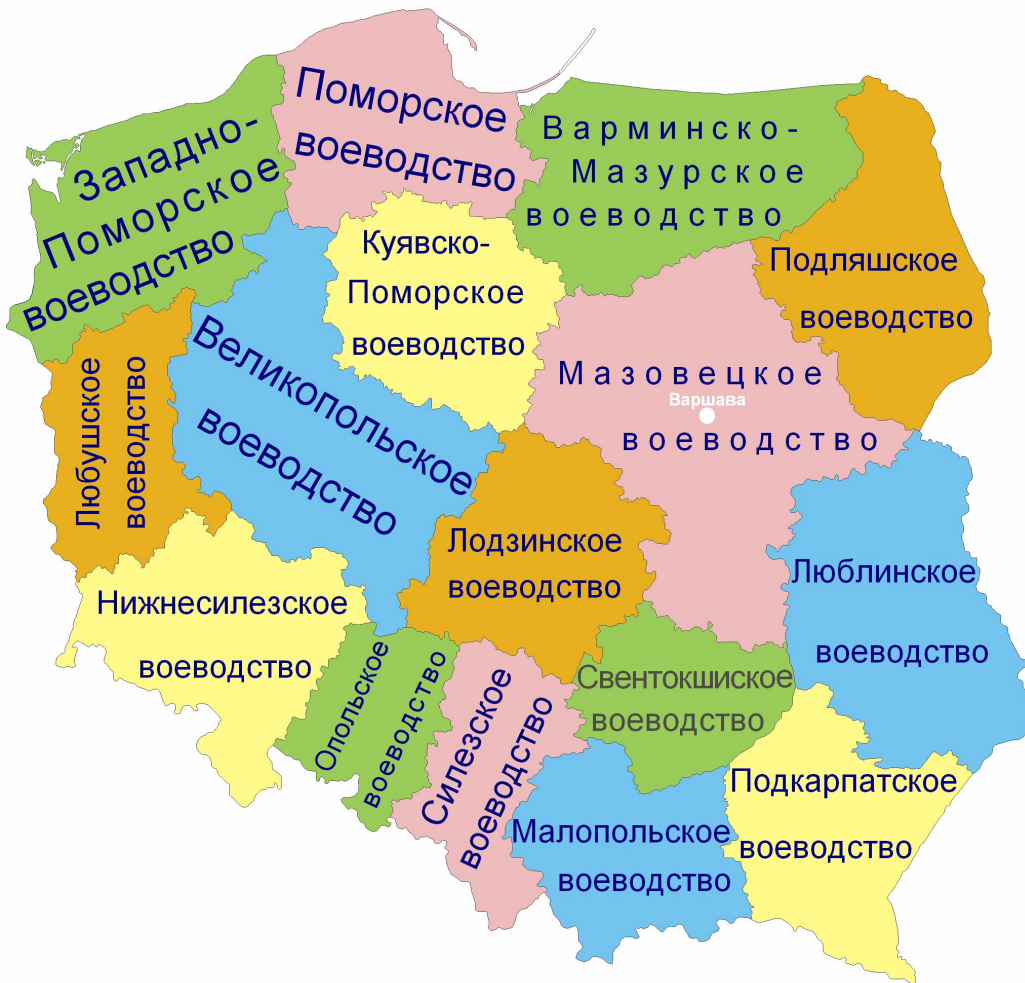 Поморское
воеводство
Западно-
Поморское
воеводство
Варминско-
Мазурское
воеводство
Куявско-
Поморское
воеводство
Подляшское
воеводство
Великопольское
воеводство
Любушское
воеводство
Мазовецкое
Варшава
воеводство
Лодзинское
воеводство
Люблинское
воеводство
Нижнесилезское
воеводство
Опольское
воеводство
Силезское
воеводство
Свентокшиское
воеводство
Подкарпатское
воеводство
Малопольское
воеводство